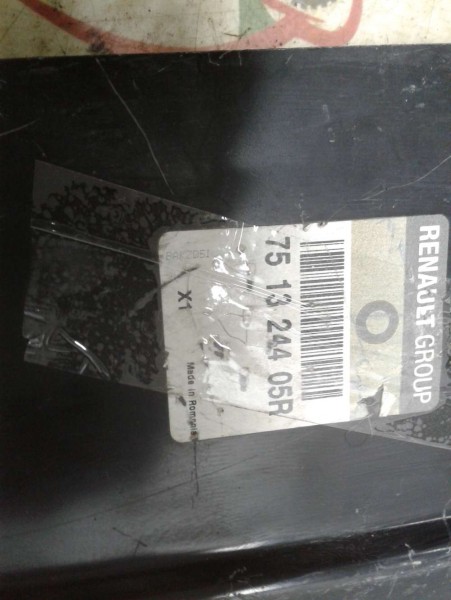 RENAULT GROUP
75 13 244 05R
X1
Made in Romania